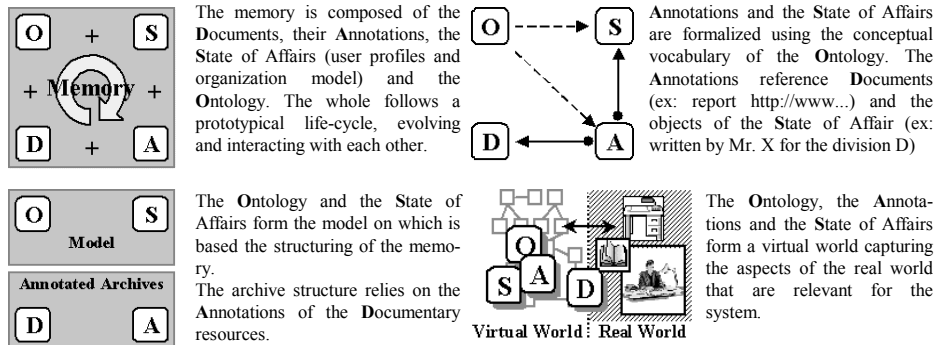 O + S
+ Memory +
D + A
The memory is composed of the
Documents, their Annotations, the
State of Affairs (user profiles and
organization model) and the
Ontology. The whole follows a
prototypical life-cycle, evolving
and interacting with each other.
O S
D A
Annotations and the State of Affairs
are formalized using the conceptual
vocabulary of the Ontology. The
Annotations reference Documents
(ex: report http://www...) and the
objects of the State of Affair (ex:
written by Mr. X for the division D)
O S
Model
Annotated Archives
D A
The Ontology and the State of
Affairs form the model on which is
based the structuring of the memo-
ry.
The archive structure relies on the
Annotations of the Documentary
resources.
O
S A D
Virtual World Real World
The Ontology, the Annota-
tions and the State of Affairs
form a virtual world capturing
the aspects of the real world
that are relevant for the
system.